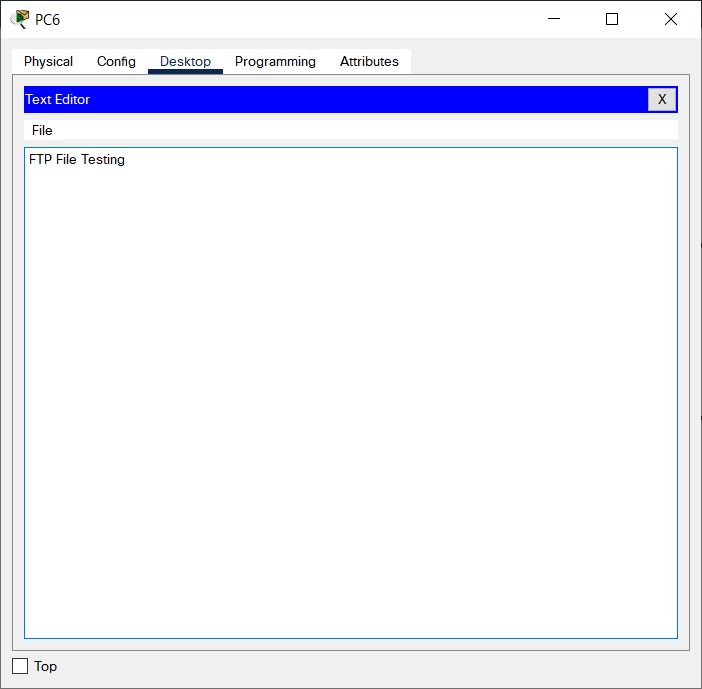 PC6
Physical Config Desktop Programming Attributes
Text Editor X
File
FTP File Testing
Top